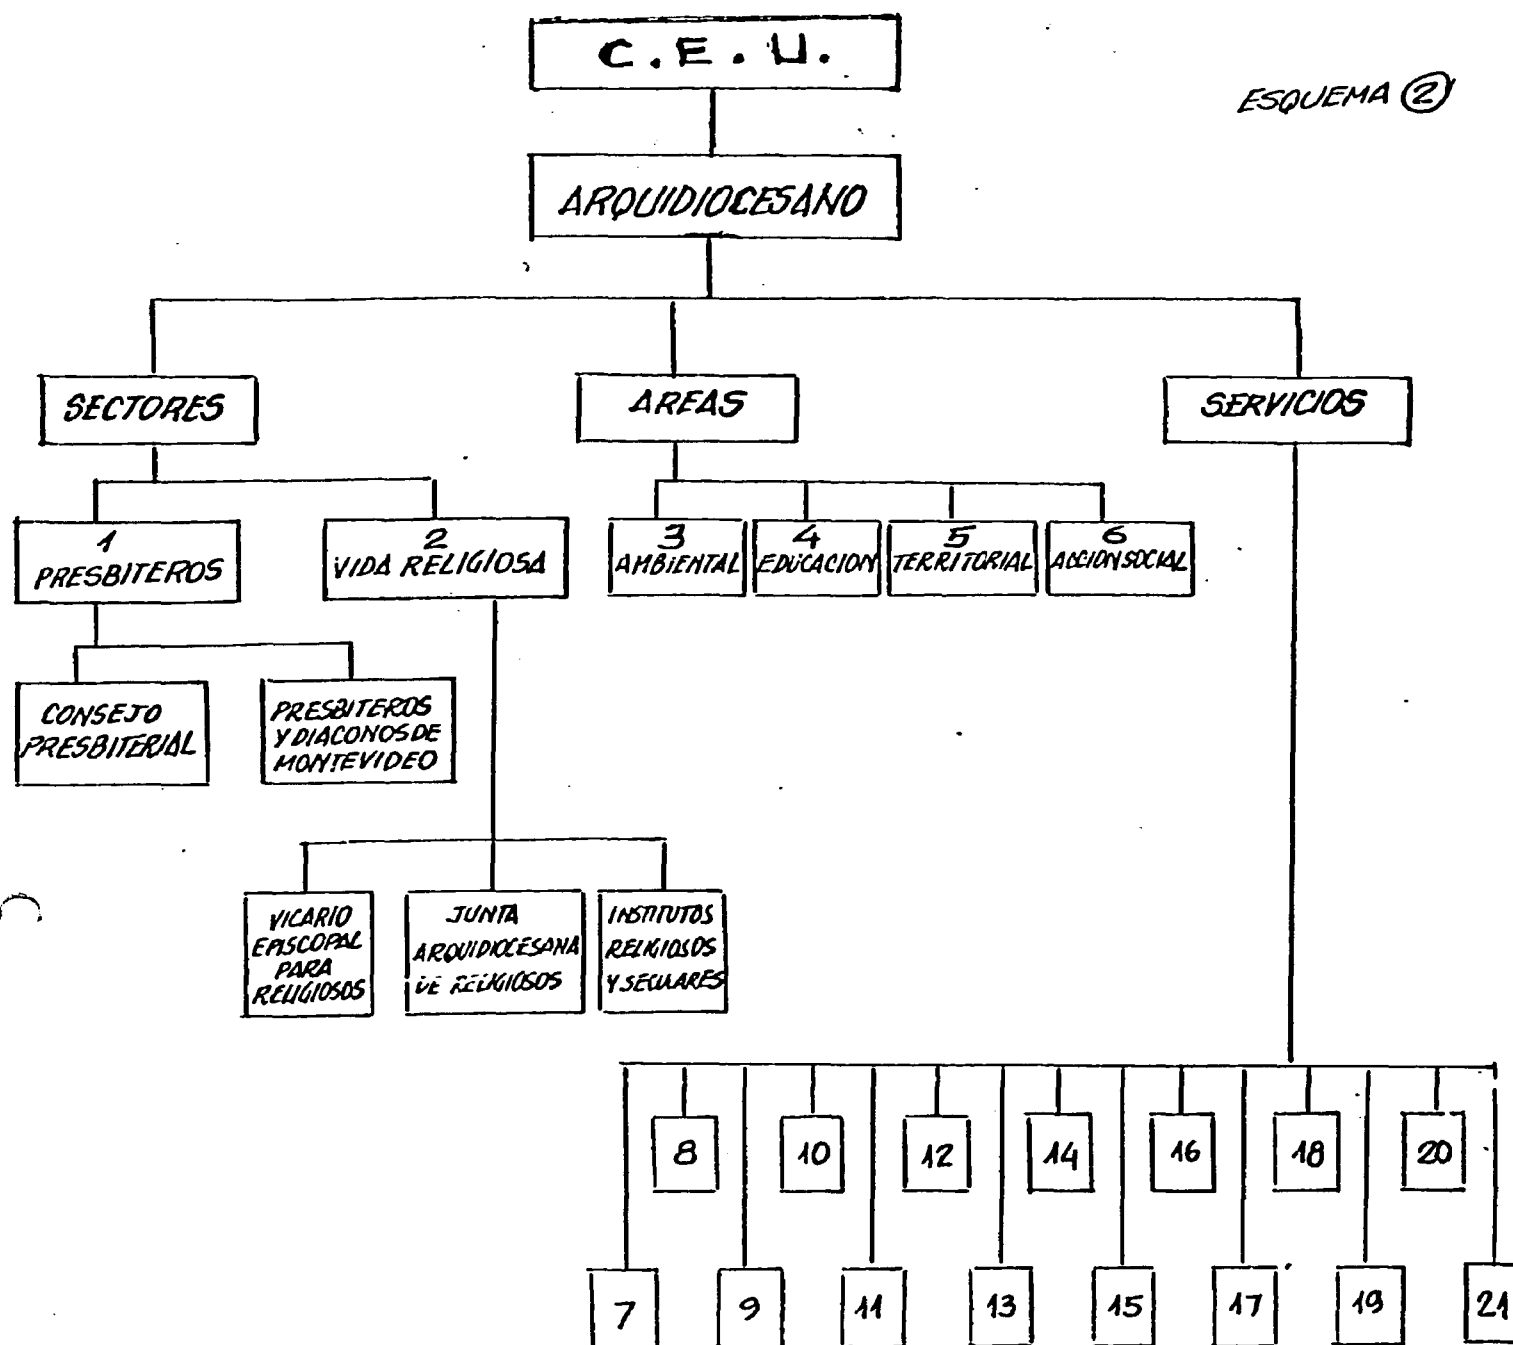 C.E.U.
ESQUEMA 2
ARQUIDIOCESANO
SECTORES
AREAS
SERVICIOS
1
PRESBITEROS
2
VIDA RELIGIOSA
3
AMBIENTAL
4
EDUCACION
5
TERRITORIAL
6
ACCION SOCIAL
CONSEJO
PRESBITERIAL
PRESBITEROS
Y DIACONOS DE
MONTEVIDEO
VICARIO
EPISCOPAL
PARA
RELIGIOSOS
JUNTA
ARQUIDIOCESANA
DE RELIGIOSOS
INSTITUTOS
RELIGIOSOS
Y SECULARES
8
10
12
14
16
18
20
7
9
11
13
15
17
19
21